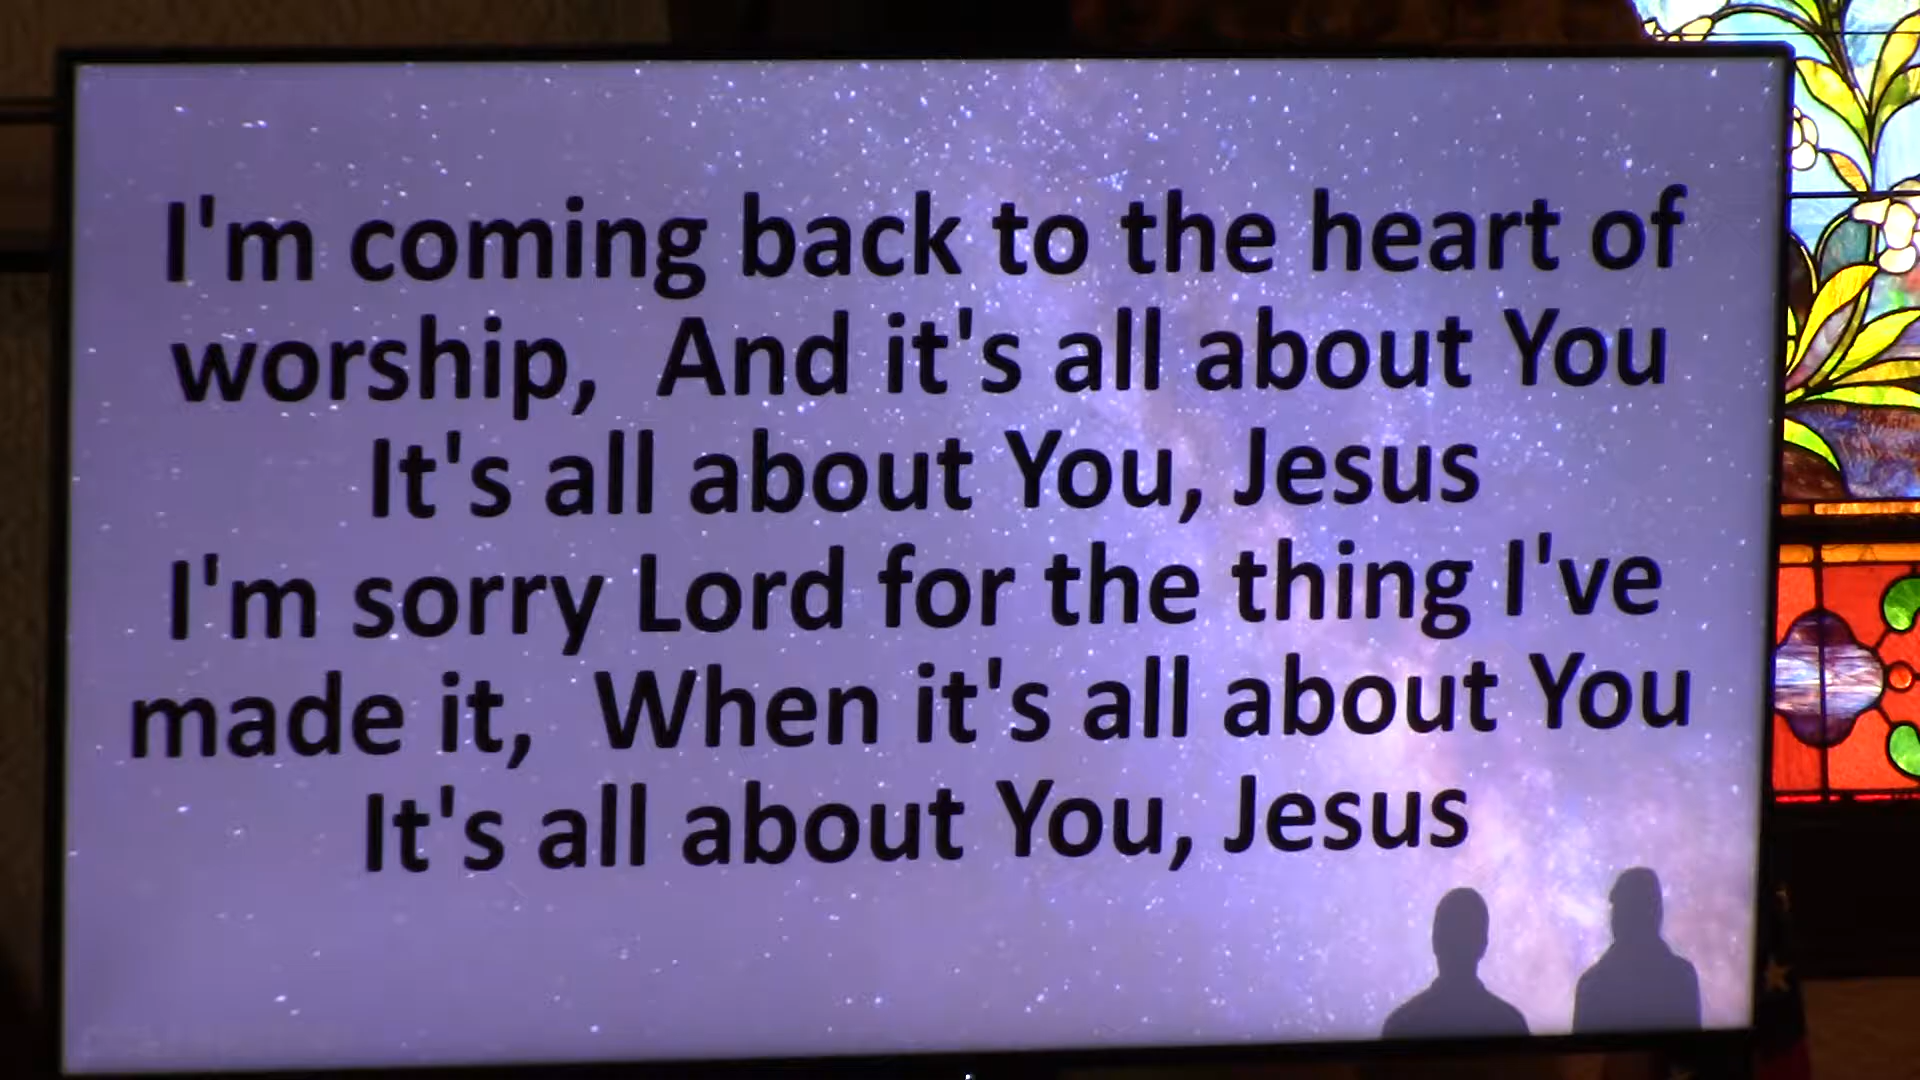 I'm coming back to the heart of
worship,  And it's all about You
It's all about You, Jesus
I'm sorry Lord for the thing I've
made it,  When it's all about You
It's all about You, Jesus